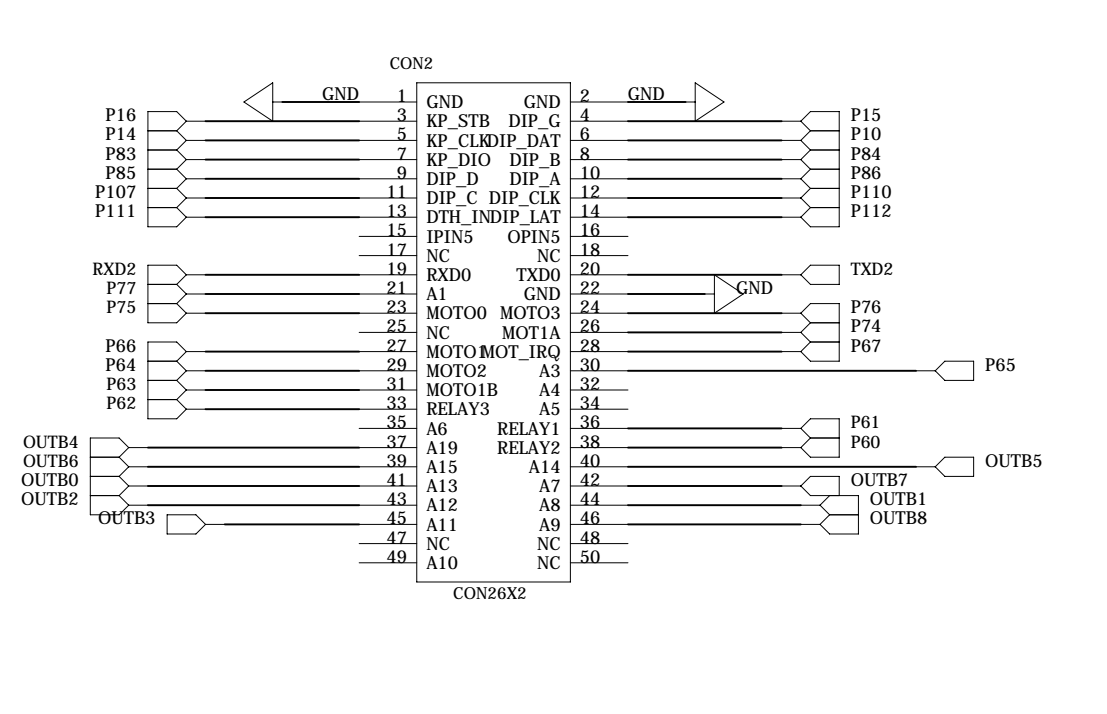 CON2
GND 1 GND GND 2 GND
P16 3 KP_STB DIP_G 4 P15
P14 5 KP_CLK DIP_DAT 6 P10
P83 7 KP_DIO DIP_B 8 P84
P85 9 DIP_D DIP_A 10 P86
P107 11 DIP_C DIP_CLK 12 P110
P111 13 DTH_IN DIP_LAT 14 P112
15 IPIN5 OPIN5 16
17 NC NC 18
RXD2 19 RXD0 TXD0 20 TXD2
P77 21 A1 GND 22 GND
P75 23 MOTO0 MOTO3 24 P76
25 NC MOT1A 26 P74
P66 27 MOTO1 MOT_IRQ 28 P67
P64 29 MOTO2 A3 30 P65
P63 31 MOTO1B A4 32
P62 33 RELAY3 A5 34
35 A6 RELAY1 36 P61
OUTB4 37 A19 RELAY2 38 P60
OUTB6 39 A15 A14 40 OUTB5
OUTB0 41 A13 A7 42 OUTB7
OUTB2 43 A12 A8 44 OUTB1
OUTB3 45 A11 A9 46 OUTB8
47 NC NC 48
49 A10 NC 50
CON26X2